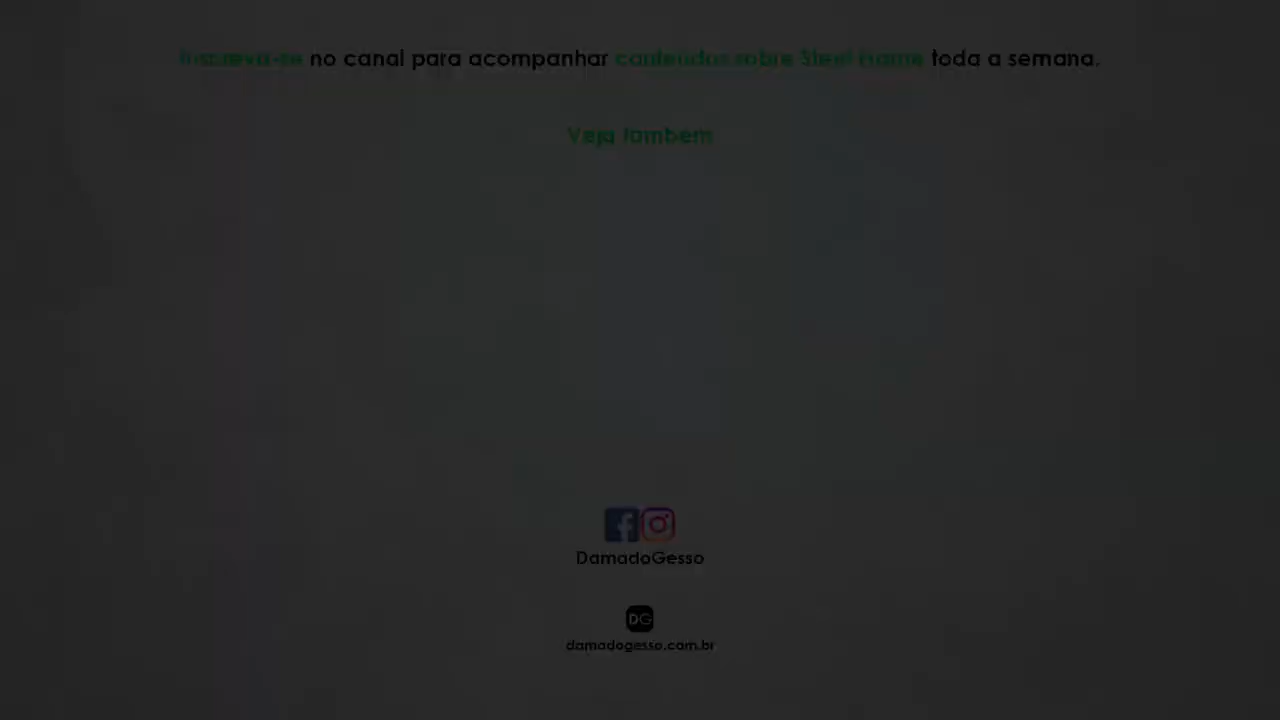 Inscreva-se no canal para acompanhar conteúdos sobre Steel Frame toda a semana.
Veja também
DamadoGesso
DG
damadogesso.com.br